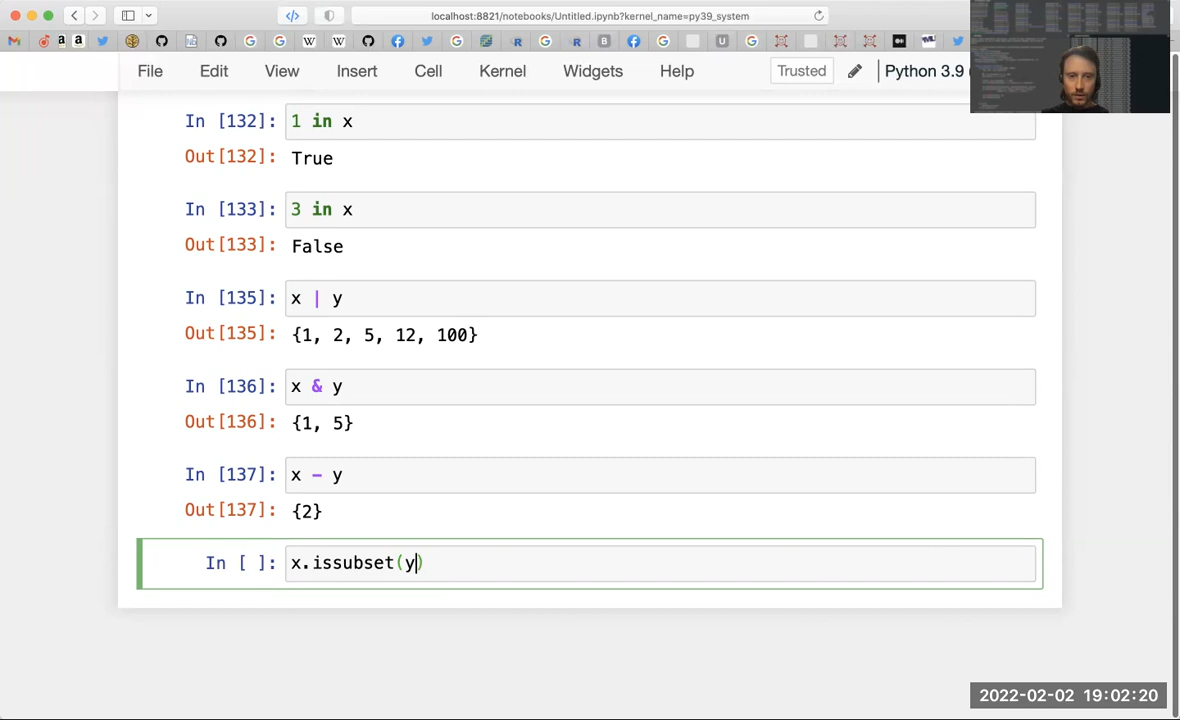 localhost:8821/notebooks/Untitled.ipynb?kernel_name=py39_system
File Edit View Insert Cell Kernel Widgets Help Trusted Python 3.9
In [132]: 1 in x
Out[132]: True
In [133]: 3 in x
Out[133]: False
In [135]: x | y
Out[135]: {1, 2, 5, 12, 100}
In [136]: x & y
Out[136]: {1, 5}
In [137]: x - y
Out[137]: {2}
In [ ]: x.issubset(y)
2022-02-02 19:02:20